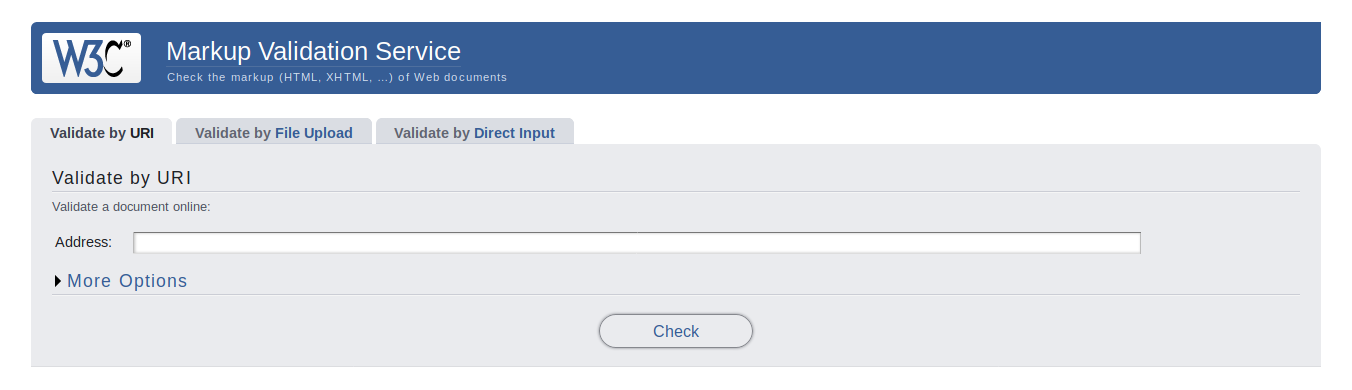 W3C®
Markup Validation Service
Check the markup (HTML, XHTML, …) of Web documents
Validate by URI
Validate by File Upload
Validate by Direct Input
Validate by URI
Validate a document online:
Address:
More Options
Check